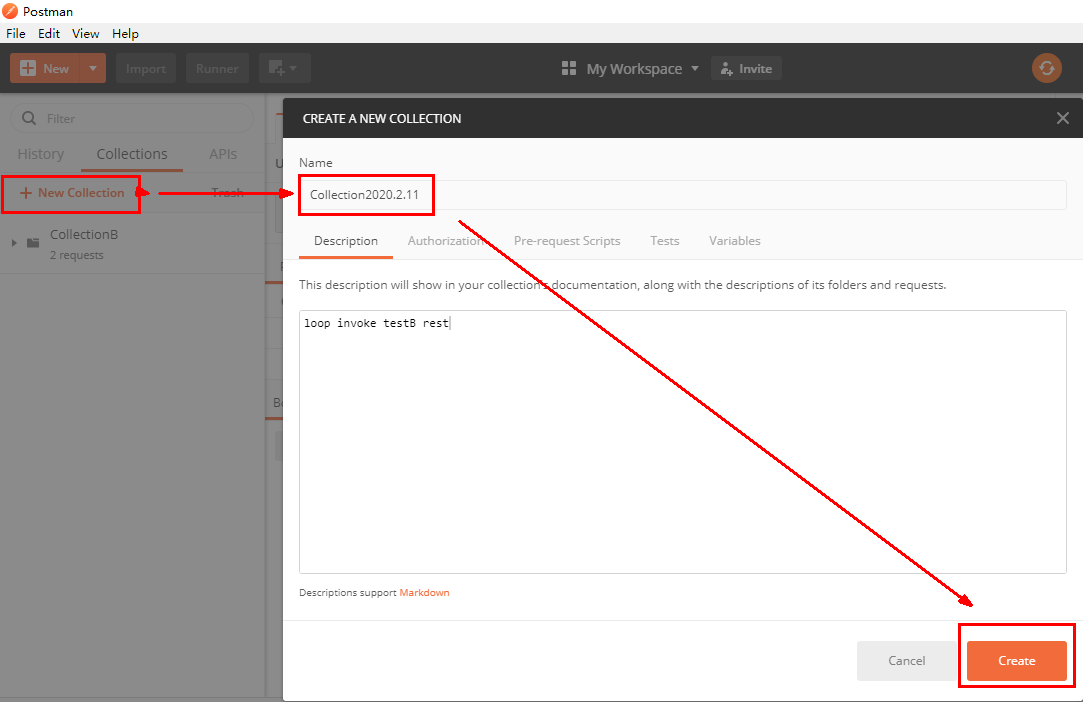 Postman
File Edit View Help
New Import Runner My Workspace Invite
Filter
CREATE A NEW COLLECTION
History Collections APIs
Name
+ New Collection Trash
Collection2020.2.11
CollectionB
2 requests
Description Authorization Pre-request Scripts Tests Variables
This description will show in your collection's documentation, along with the descriptions of its folders and requests.
loop invoke testB rest
Descriptions support Markdown
Cancel Create